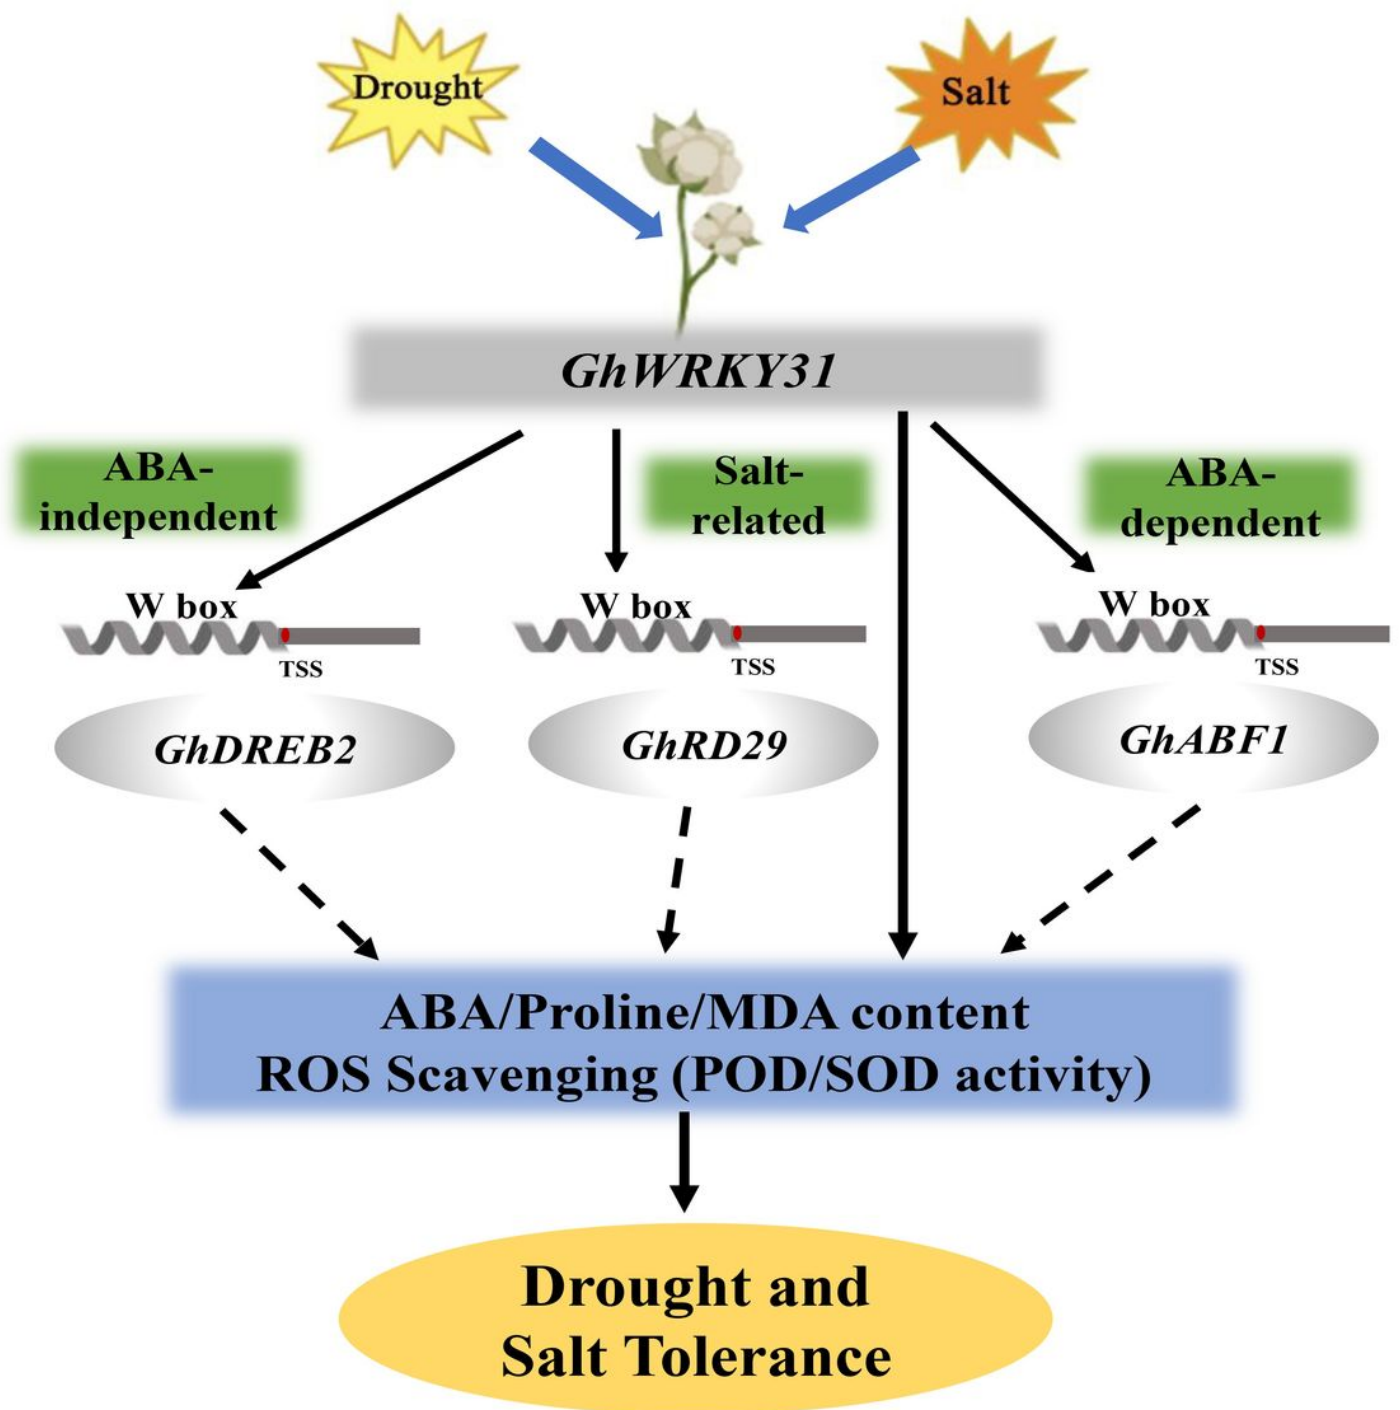 Drought
Salt
GhWRKY31
ABA-
independent
Salt-
related
ABA-
dependent
W box
TSS
W box
TSS
W box
TSS
GhDREB2
GhRD29
GhABF1
ABA/Proline/MDA content
ROS Scavenging (POD/SOD activity)
Drought and
Salt Tolerance